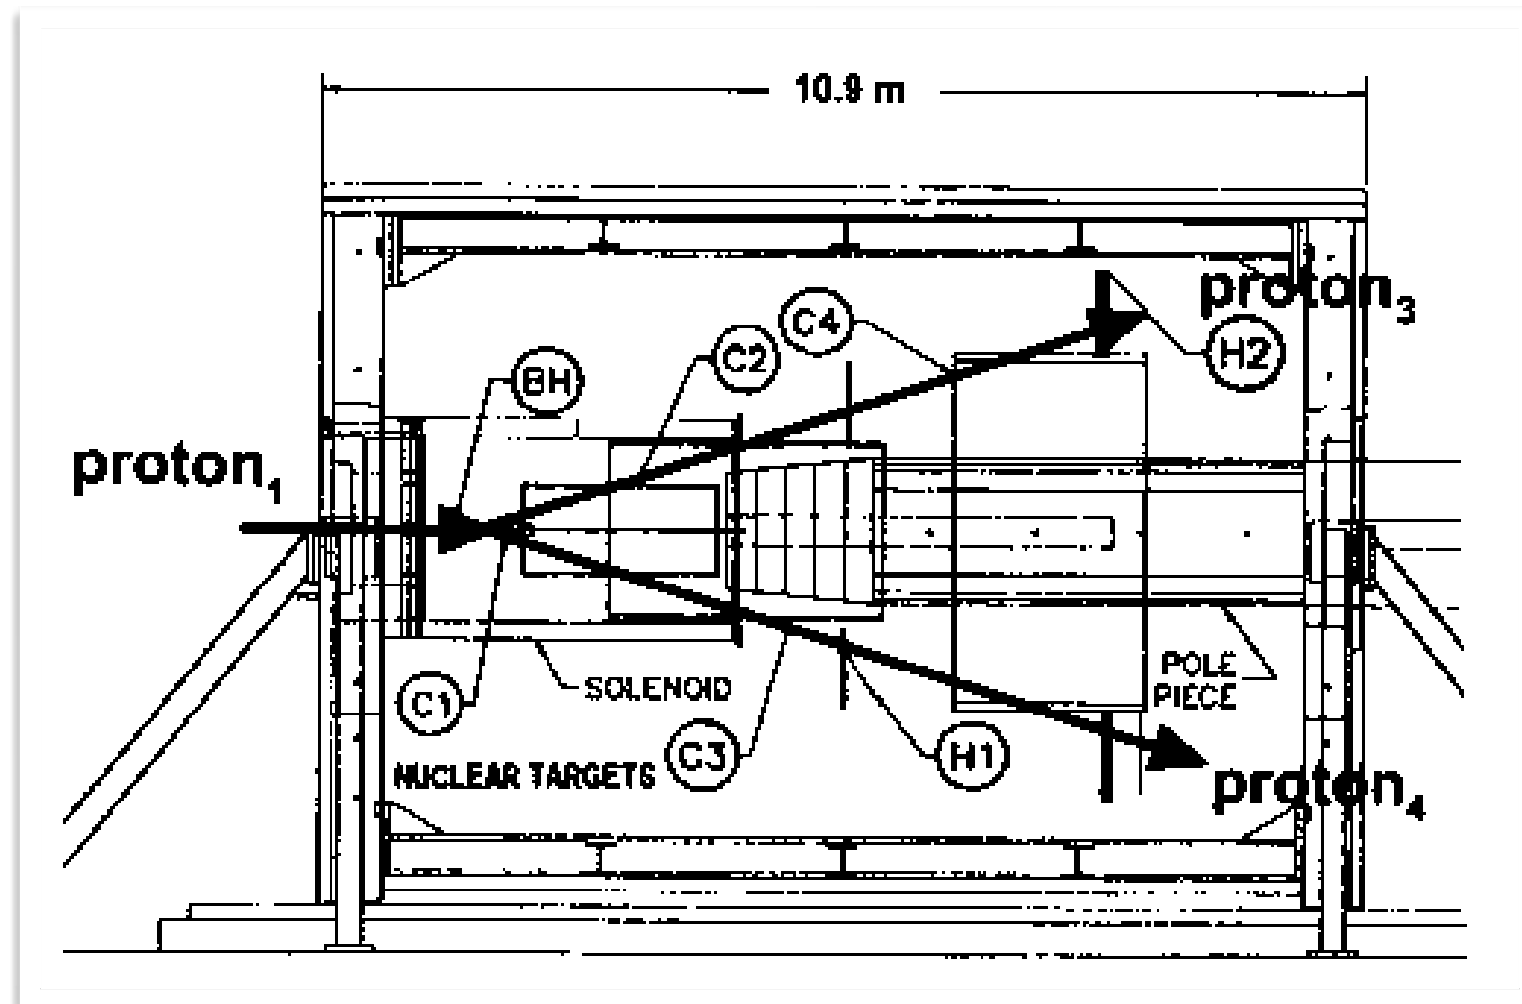 10.9 m
proton₃
C4
H2
C2
BH
proton₁
POLE
PIECE
SOLENOID
C1
C3
H1
NUCLEAR TARGETS
proton₄